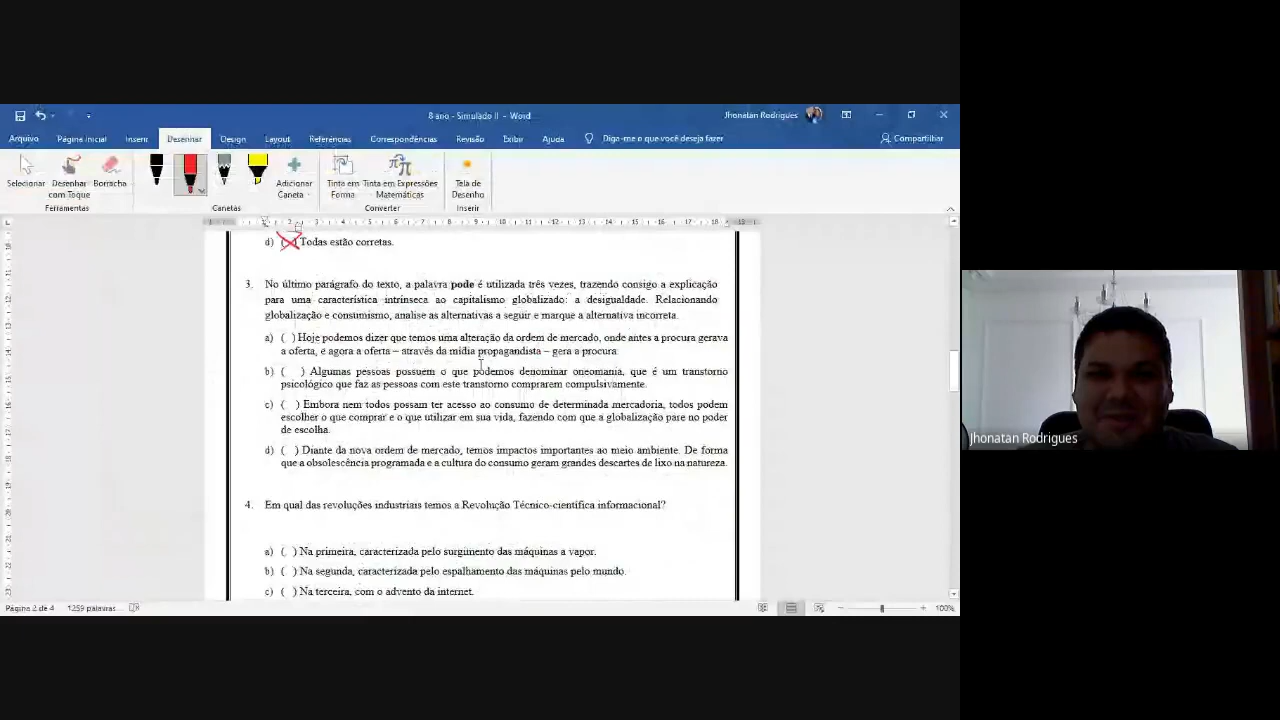 8 ano - Simulado II - Word
Jhonatan Rodrigues
Arquivo Página Inicial Inserir Desenhar Design Layout Referências Correspondências Revisão Exibir Ajuda Diga-me o que você deseja fazer Compartilhar
Selecionar Desenhar com Toque Borracha Adicionar Caneta Tinta em Forma Tinta em Expressões Matemáticas Tela de Desenho
Ferramentas Canetas Converter Inserir
d) ( ) Todas estão corretas.
3. No último parágrafo do texto, a palavra pode é utilizada três vezes, trazendo consigo a explicação
para uma característica intrínseca ao capitalismo globalizado: a desigualdade. Relacionando
globalização e consumismo, analise as alternativas a seguir e marque a alternativa incorreta.
a) ( ) Hoje podemos dizer que temos uma alteração da ordem de mercado, onde antes a procura gerava
a oferta, e agora a oferta – através da mídia propagandista – gera a procura
b) ( ) Algumas pessoas possuem o que podemos denominar oneomania, que é um transtorno
psicológico que faz as pessoas com este transtorno comprarem compulsivamente.
c) ( ) Embora nem todos possam ter acesso ao consumo de determinada mercadoria, todos podem
escolher o que comprar e o que utilizar em sua vida, fazendo com que a globalização pare no poder
de escolha.
d) ( ) Diante da nova ordem de mercado, temos impactos importantes ao meio ambiente. De forma
que a obsolescência programada e a cultura do consumo geram grandes descartes de lixo na natureza.
4. Em qual das revoluções industriais temos a Revolução Técnico-científica informacional?
a) ( ) Na primeira, caracterizada pelo surgimento das máquinas a vapor.
b) ( ) Na segunda, caracterizada pelo espalhamento das máquinas pelo mundo.
c) ( ) Na terceira, com o advento da internet.
Página 2 de 4 1259 palavras 100%
Jhonatan Rodrigues